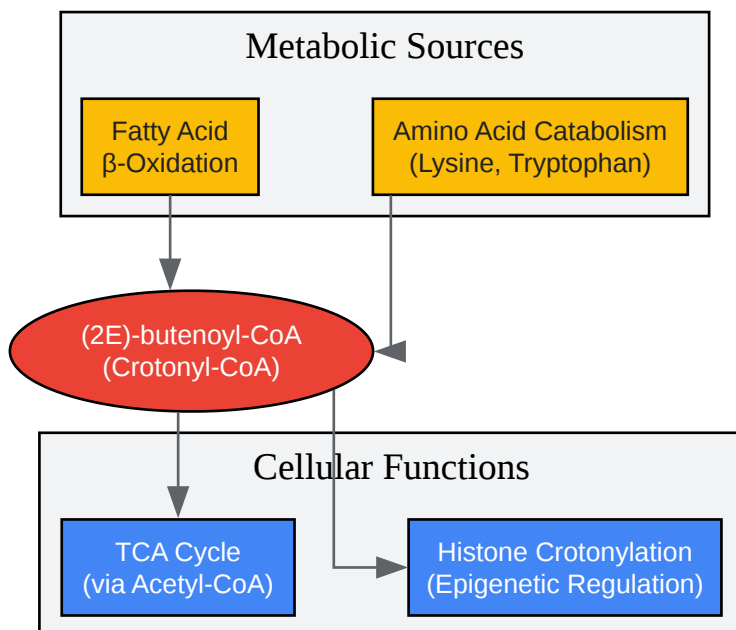 Metabolic Sources
Fatty Acid
β-Oxidation
Amino Acid Catabolism
(Lysine, Tryptophan)
(2E)-butenoyl-CoA
(Crotonyl-CoA)
Cellular Functions
TCA Cycle
(via Acetyl-CoA)
Histone Crotonylation
(Epigenetic Regulation)